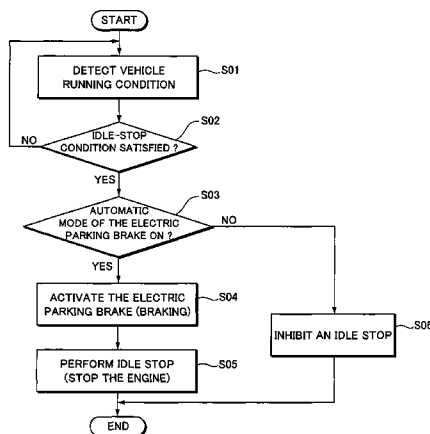 START
DETECT VEHICLE
RUNNING CONDITION
S01
IDLE-STOP
CONDITION SATISFIED ?
S02
NO
YES
AUTOMATIC
MODE OF THE ELECTRIC
PARKING BRAKE ON ?
S03
NO
YES
ACTIVATE THE ELECTRIC
PARKING BRAKE (BRAKING)
S04
INHIBIT AN IDLE STOP
S06
PERFORM IDLE STOP
(STOP THE ENGINE)
S05
END